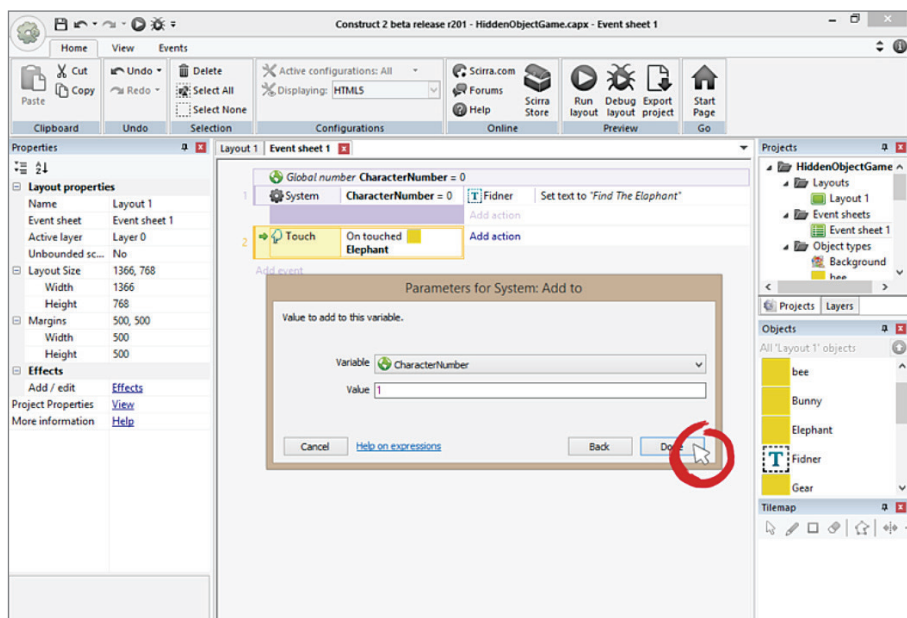 Construct 2 beta release r201 - HiddenObjectGame.capx - Event sheet 1
Home View Events
Paste
Cut
Copy
Clipboard
Undo
Redo
Undo
Delete
Select All
Select None
Selection
Active configurations: All
Displaying: HTML5
Configurations
Scirra.com
Forums
Help
Scirra Store
Online
Run layout
Debug layout
Export project
Preview
Start Page
Go
Properties
Layout properties
Name Layout 1
Event sheet Event sheet 1
Active layer Layer 0
Unbounded sc... No
Layout Size 1366, 768
Width 1366
Height 768
Margins 500, 500
Width 500
Height 500
Effects
Add / edit Effects
Project Properties View
More information Help
Layout 1 Event sheet 1
Global number CharacterNumber = 0
1 System CharacterNumber = 0 T Fidner Set text to "Find The Elaphant"
Add action
2 Touch On touched Elephant Add action
Add event
Parameters for System: Add to
Value to add to this variable.
Variable CharacterNumber
Value 1
Cancel Help on expressions Back
Projects
HiddenObjectGame
Layouts
Layout 1
Event sheets
Event sheet 1
Object types
Background
bee
Projects Layers
Objects
All 'Layout 1' objects
bee
Bunny
Elephant
T Fidner
Gear
Tilemap